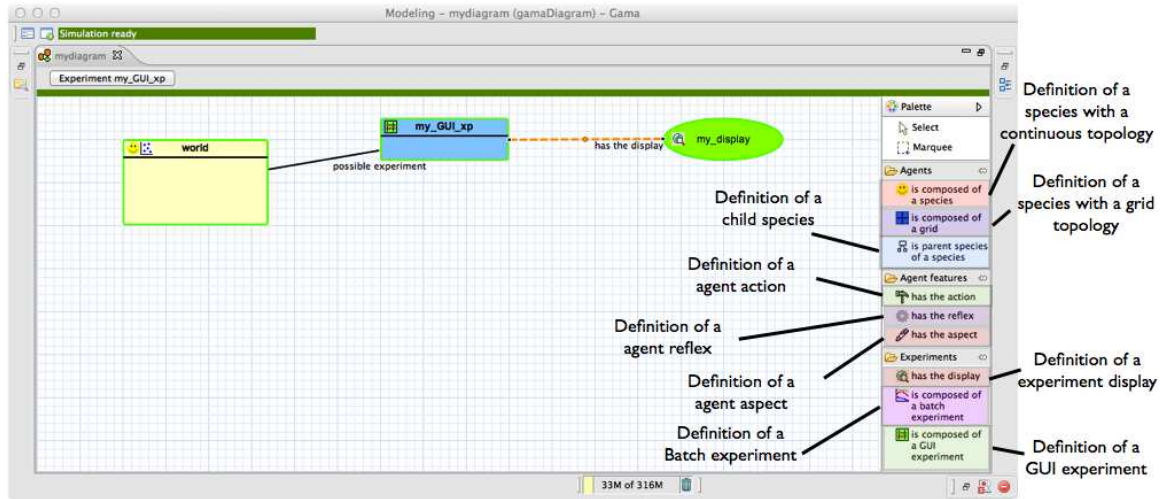 Modeling – mydiagram (gamaDiagram) – Gama
Simulation ready
mydiagram
Experiment my_GUI_xp
world
possible experiment
my_GUI_xp
has the display
my_display
Palette
Select
Marquee
Agents
is composed of
a species
is composed of
a grid
is parent species
of a species
Agent features
has the action
has the reflex
has the aspect
Experiments
has the display
is composed of
a batch
experiment
is composed of
a GUI
experiment
Definition of a
species with a
continuous topology
Definition of a
species with a grid
topology
Definition of a
child species
Definition of a
agent action
Definition of a
agent reflex
Definition of a
agent aspect
Definition of a
Batch experiment
Definition of a
experiment display
Definition of a
GUI experiment
33M of 316M